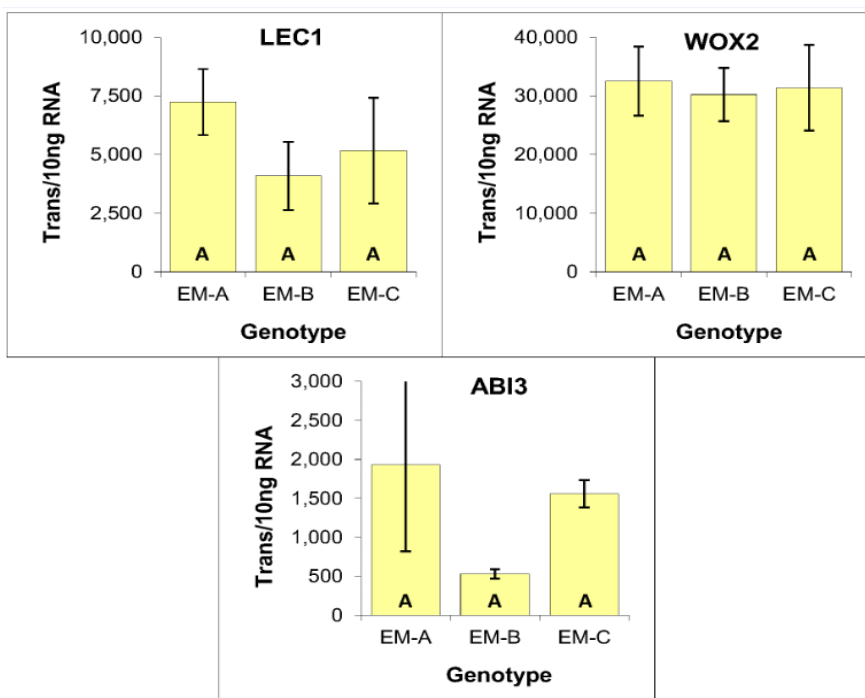 LEC1
Trans/10ng RNA
10,000
7,500
5,000
2,500
0
A A A
EM-A EM-B EM-C
Genotype
WOX2
Trans/10ng RNA
40,000
30,000
20,000
10,000
0
A A A
EM-A EM-B EM-C
Genotype
ABI3
Trans/10ng RNA
3,000
2,500
2,000
1,500
1,000
500
0
A A A
EM-A EM-B EM-C
Genotype